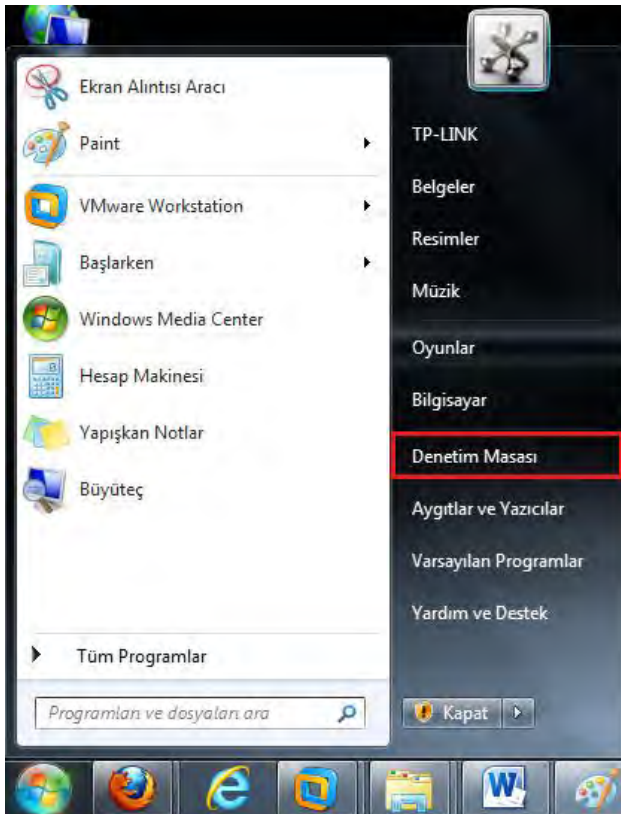 Ekran Alıntısı Aracı
Paint
VMware Workstation
Başlarken
Windows Media Center
Hesap Makinesi
Yapışkan Notlar
Büyüteç
Tüm Programlar
Programları ve dosyaları ara
TP-LINK
Belgeler
Resimler
Müzik
Oyunlar
Bilgisayar
Denetim Masası
Aygıtlar ve Yazıcılar
Varsayılan Programlar
Yardım ve Destek
Kapat
W